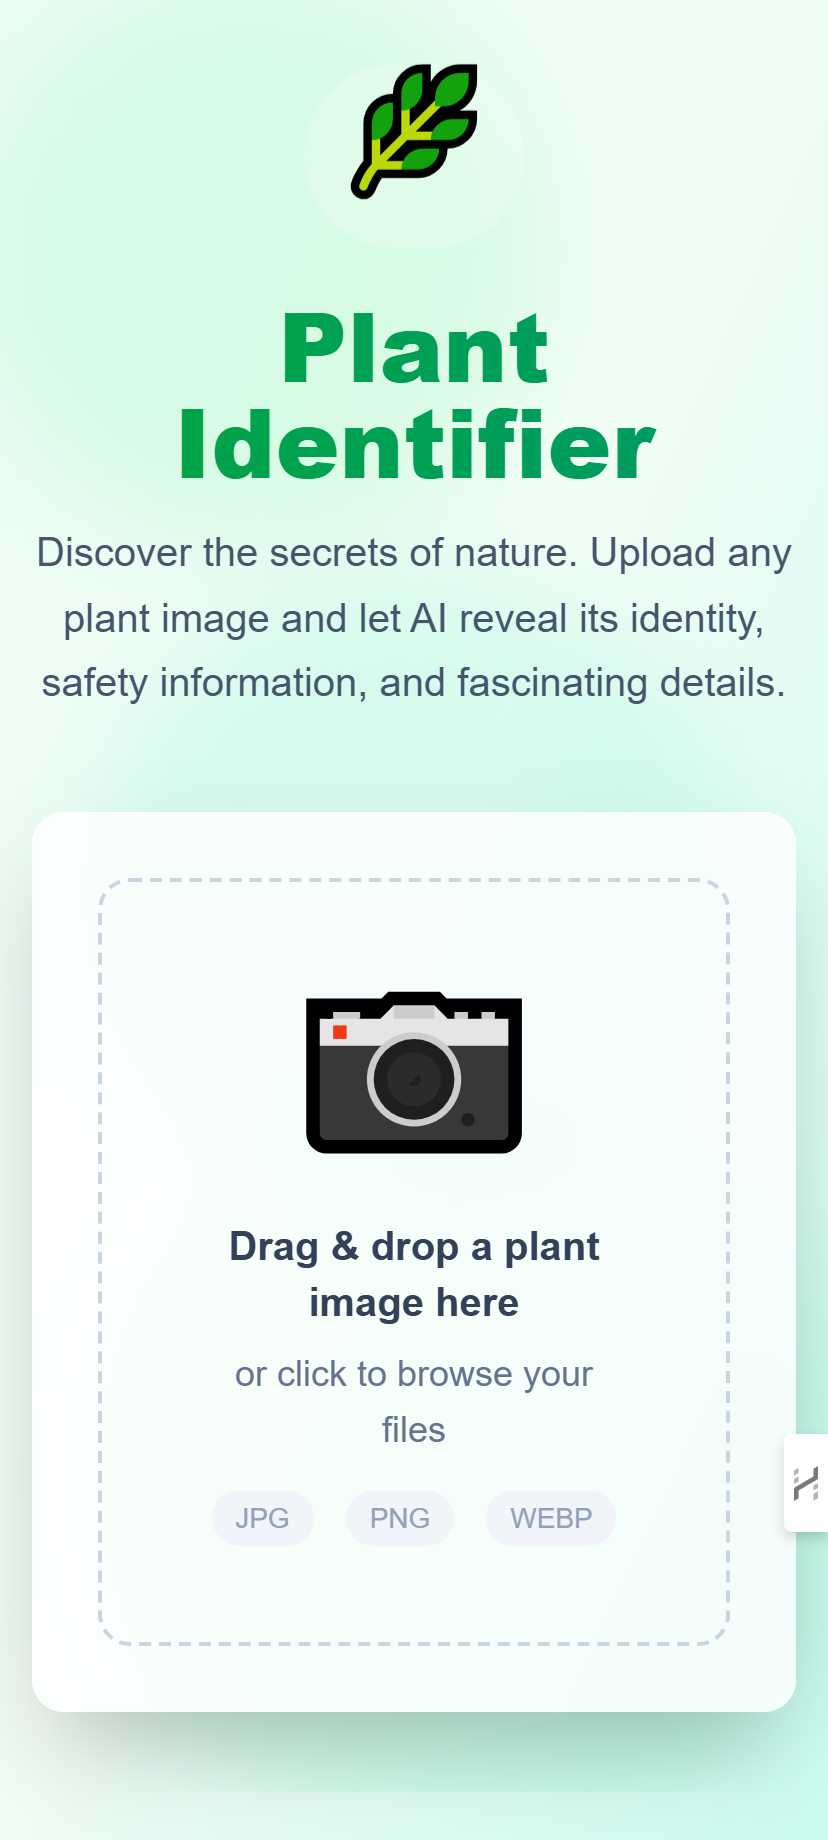 Plant
Identifier
Discover the secrets of nature. Upload any
plant image and let AI reveal its identity,
safety information, and fascinating details.
Drag & drop a plant
image here
or click to browse your
files
JPG PNG WEBP